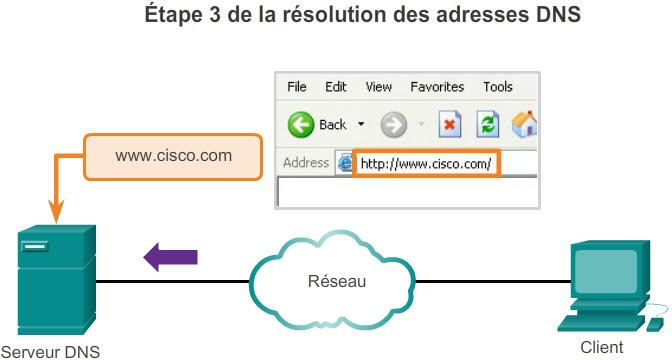 Étape 3 de la résolution des adresses DNS
File Edit View Favorites Tools
Back
www.cisco.com
Address http://www.cisco.com/
Réseau
Serveur DNS
Client